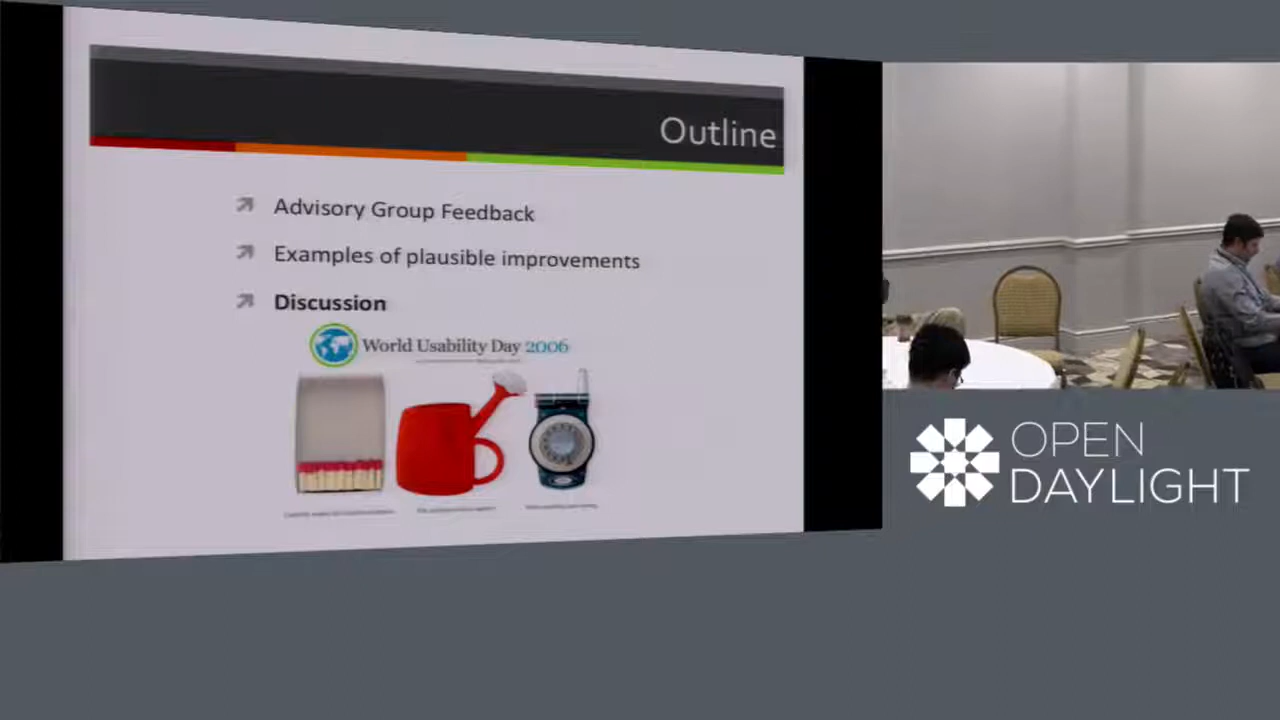 Outline
Advisory Group Feedback
Examples of plausible improvements
Discussion
World Usability Day 2006
OPEN
DAYLIGHT